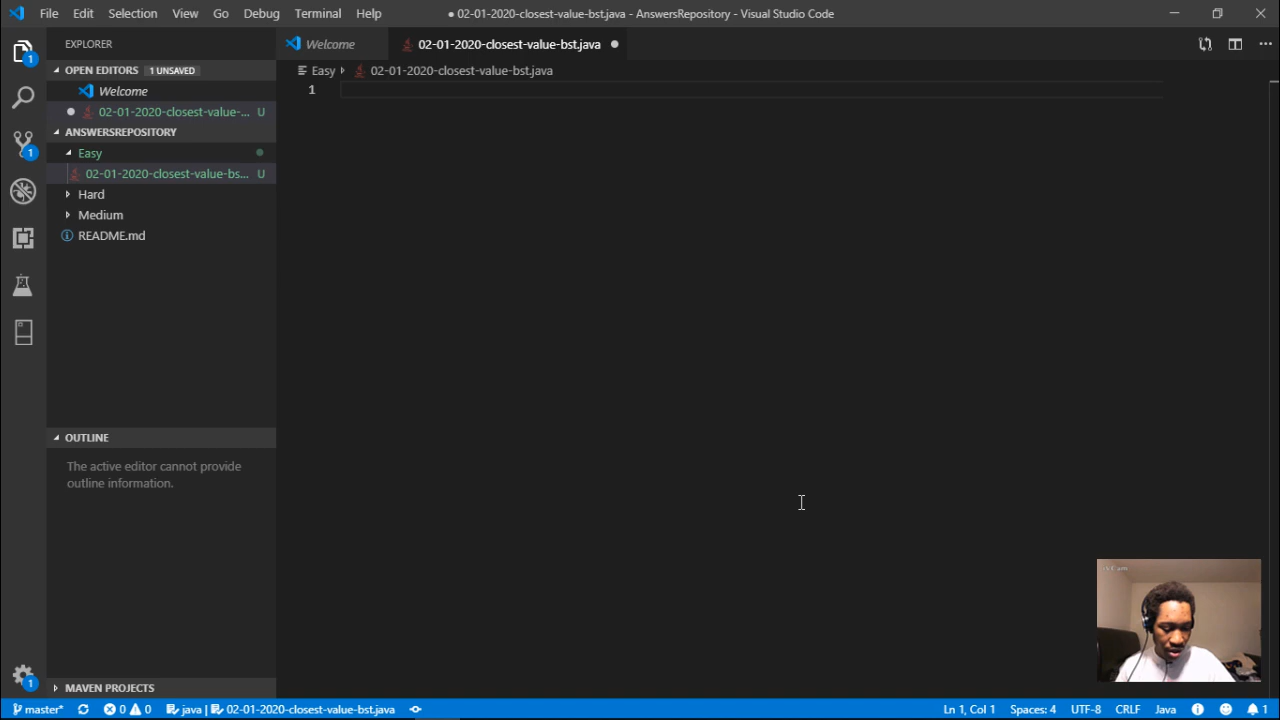 File Edit Selection View Go Debug Terminal Help
● 02-01-2020-closest-value-bst.java - AnswersRepository - Visual Studio Code
EXPLORER
Welcome
02-01-2020-closest-value-bst.java
OPEN EDITORS 1 UNSAVED
Easy
02-01-2020-closest-value-bst.java
Welcome
1
02-01-2020-closest-value-... U
ANSWERSREPOSITORY
Easy
02-01-2020-closest-value-bs... U
Hard
Medium
README.md
OUTLINE
The active editor cannot provide
outline information.
MAVEN PROJECTS
master* 0 0 java | 02-01-2020-closest-value-bst.java
Ln 1, Col 1 Spaces: 4 UTF-8 CRLF Java 1
1
1
1